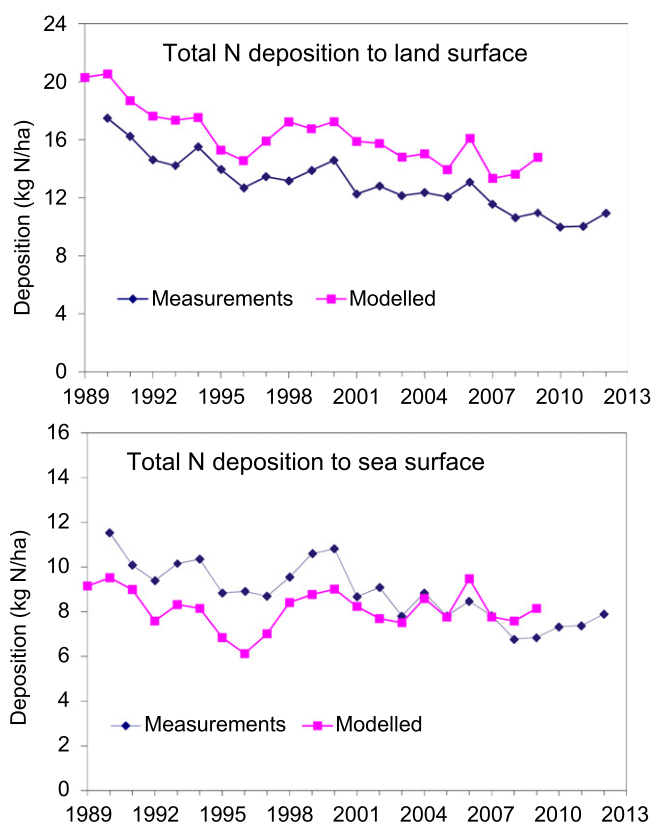 Total N deposition to land surface
Deposition (kg N/ha)
24
20
16
12
8
4
0
Measurements Modelled
1989 1992 1995 1998 2001 2004 2007 2010 2013
Total N deposition to sea surface
Deposition (kg N/ha)
16
14
12
10
8
6
4
2
0
Measurements Modelled
1989 1992 1995 1998 2001 2004 2007 2010 2013